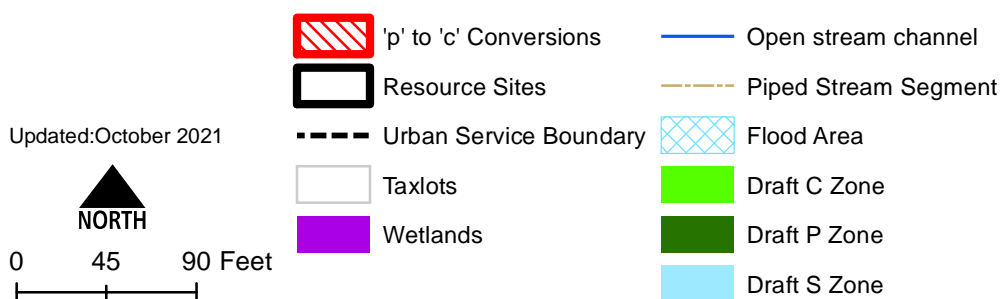 'p' to 'c' Conversions
Resource Sites
Urban Service Boundary
Taxlots
Wetlands
Open stream channel
Piped Stream Segment
Flood Area
Draft C Zone
Draft P Zone
Draft S Zone
Updated:October 2021
NORTH
0 45 90 Feet